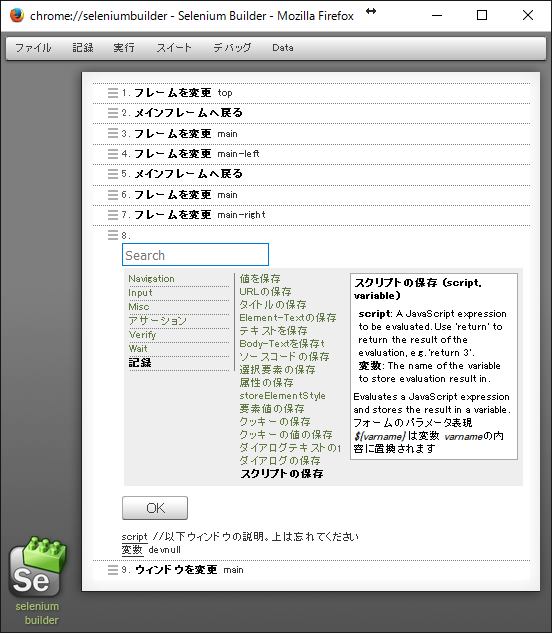 chrome://seleniumbuilder - Selenium Builder - Mozilla Firefox
ファイル 記録 実行 スイート デバッグ Data
1. フレームを変更 top
2. メインフレームへ戻る
3. フレームを変更 main
4. フレームを変更 main-left
5. メインフレームへ戻る
6. フレームを変更 main
7. フレームを変更 main-right
8.
Search
Navigation
Input
Misc
アサーション
Verify
Wait
記録
値を保存
URLの保存
タイトルの保存
Element-Textの保存
テキストを保存
Body-Textを保存t
ソースコードの保存
選択要素の保存
属性の保存
storeElementStyle
要素値の保存
クッキーの保存
クッキーの値の保存
ダイアログテキストの1
ダイアログの保存
スクリプトの保存
スクリプトの保存 (script,
variable)
script: A JavaScript expression
to be evaluated. Use 'return' to
return the result of the
evaluation, e.g. 'return 3'.
変数: The name of the variable
to store evaluation result in.
Evaluates a JavaScript expression
and stores the result in a variable.
フォームのパラメータ表現
${varname} は変数 varnameの内
容に置換されます
OK
script //以下ウィンドウの説明。上は忘れてください
変数 devnull
9. ウィンドウを変更 main
Se
selenium
builder